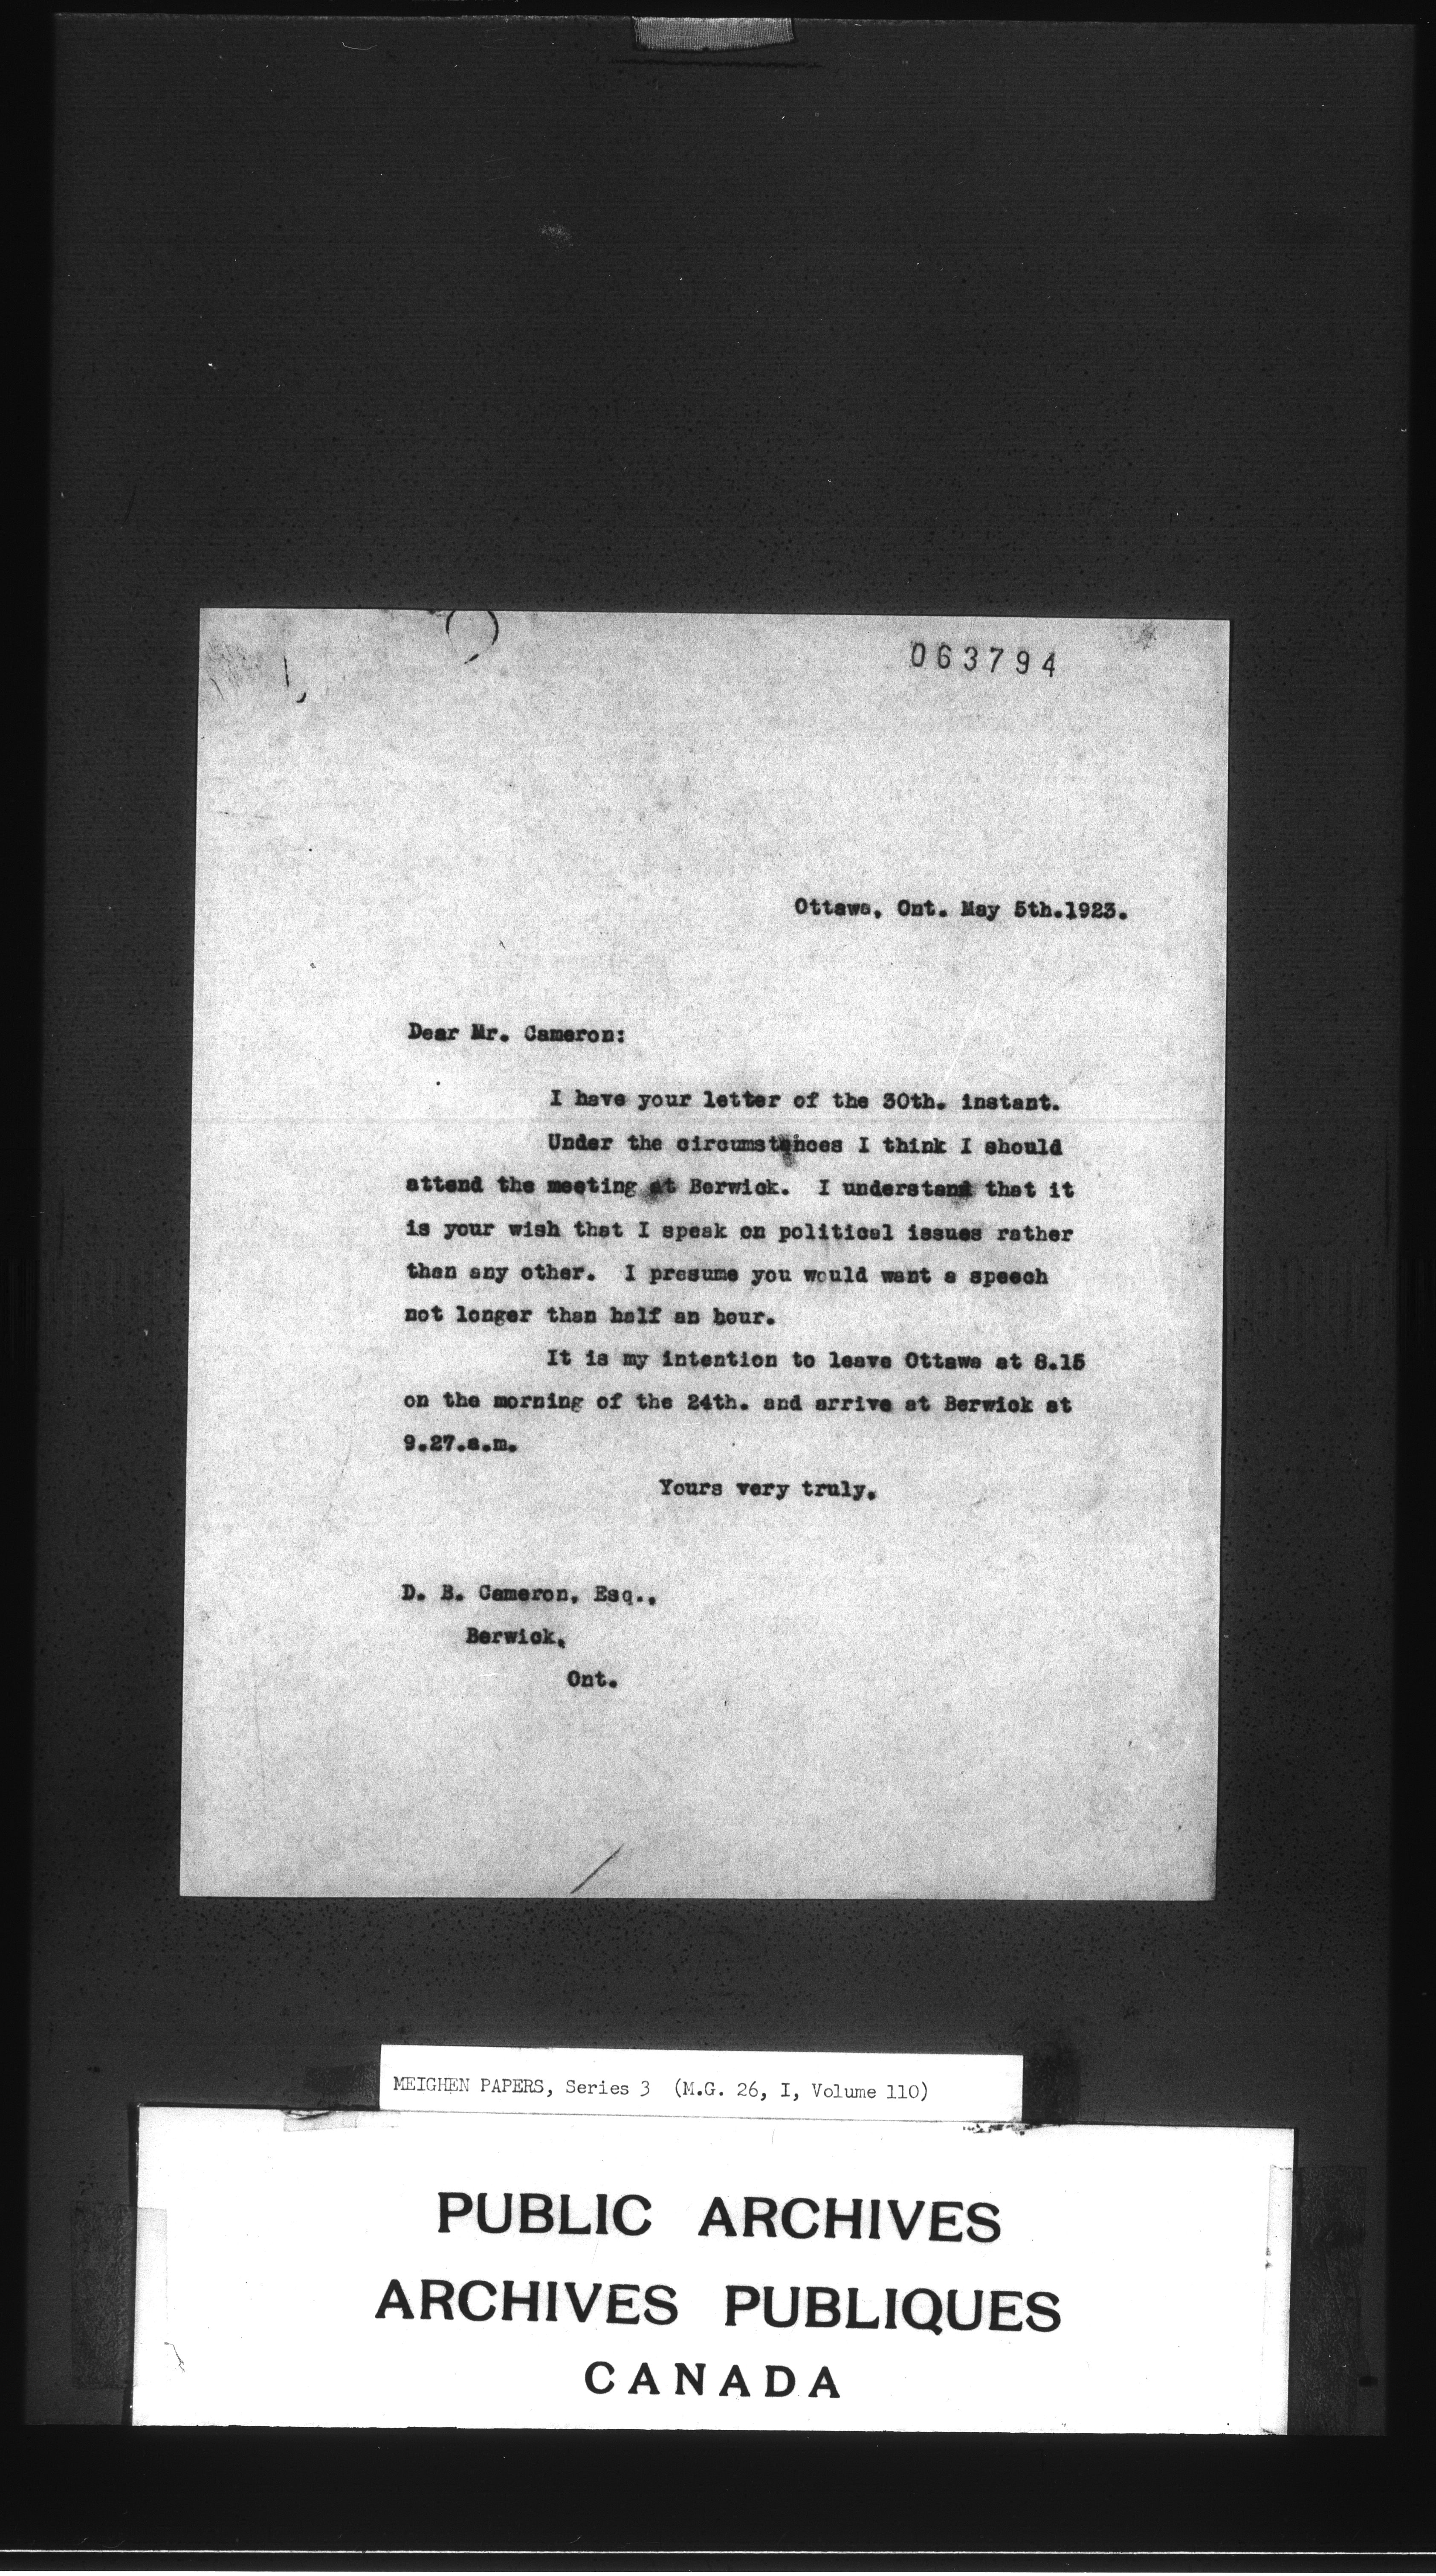 063794
Ottawa, Ont. May 5th.1923.
Dear Mr. Cameron:
I have your letter of the 30th. instant.
Under the circumstances I think I should
attend the meeting at Berwick.  I understand that it
is your wish that I speak on political issues rather
than any other.  I presume you would want a speech
not longer than half an hour.
It is my intention to leave Ottawa at 8.15
on the morning of the 24th. and arrive at Berwick at
9.27.a.m.
Yours very truly.
D. B. Cameron, Esq.,
Berwick,
Ont.
MEIGHEN PAPERS, Series 3  (M.G. 26, I, Volume 110)
PUBLIC ARCHIVES
ARCHIVES PUBLIQUES
CANADA